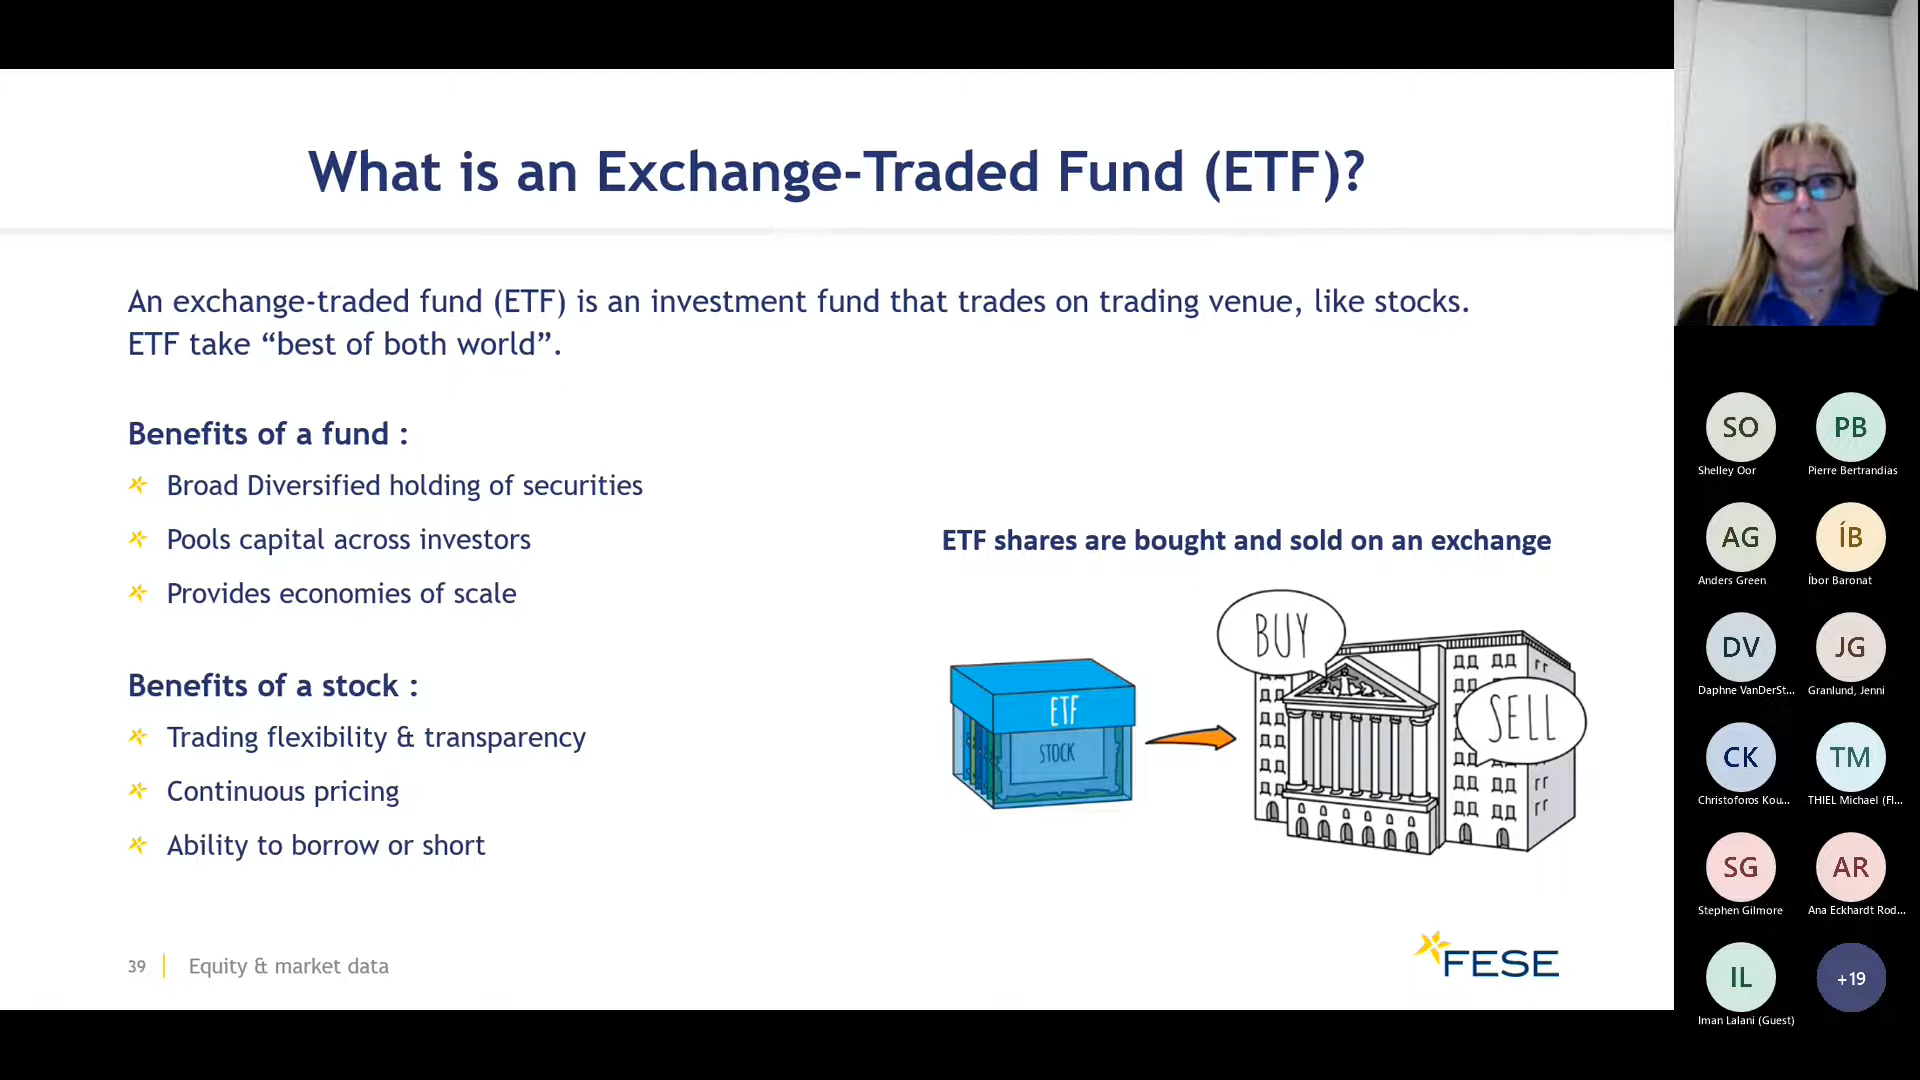 What is an Exchange-Traded Fund (ETF)?
An exchange-traded fund (ETF) is an investment fund that trades on trading venue, like stocks.
ETF take “best of both world”.
Benefits of a fund :
Broad Diversified holding of securities
Pools capital across investors
Provides economies of scale
Benefits of a stock :
Trading flexibility & transparency
Continuous pricing
Ability to borrow or short
ETF shares are bought and sold on an exchange
BUY
SELL
ETF
STOCK
39
Equity & market data
FESE
SO
Shelley Oor
PB
Pierre Bertrandias
AG
Anders Green
ÍB
Íbor Baronat
DV
Daphne VanDerSt...
JG
Granlund, Jenni
CK
Christoforos Kou...
TM
THIEL Michael (FI...
SG
Stephen Gilmore
AR
Ana Eckhardt Rod...
IL
Iman Lalani (Guest)
+19